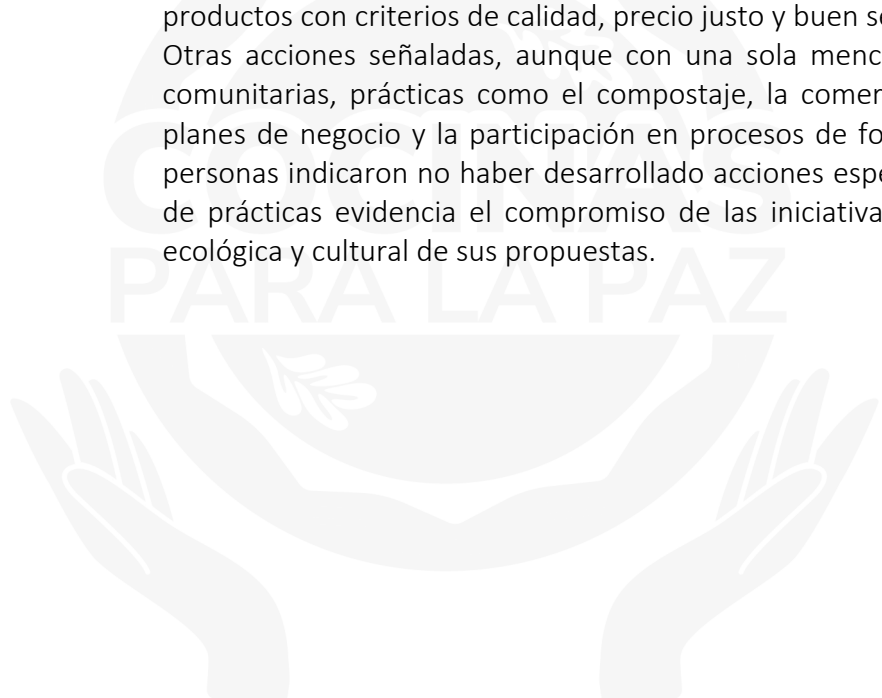 productos con criterios de calidad, precio justo y buen
Otras acciones señaladas, aunque con una sola
comunitarias, prácticas como el compostaje, la
planes de negocio y la participación en procesos de
personas indicaron no haber desarrollado acciones
de prácticas evidencia el compromiso de las
ecológica y cultural de sus propuestas.
COCINAS
PARA LA PAZ